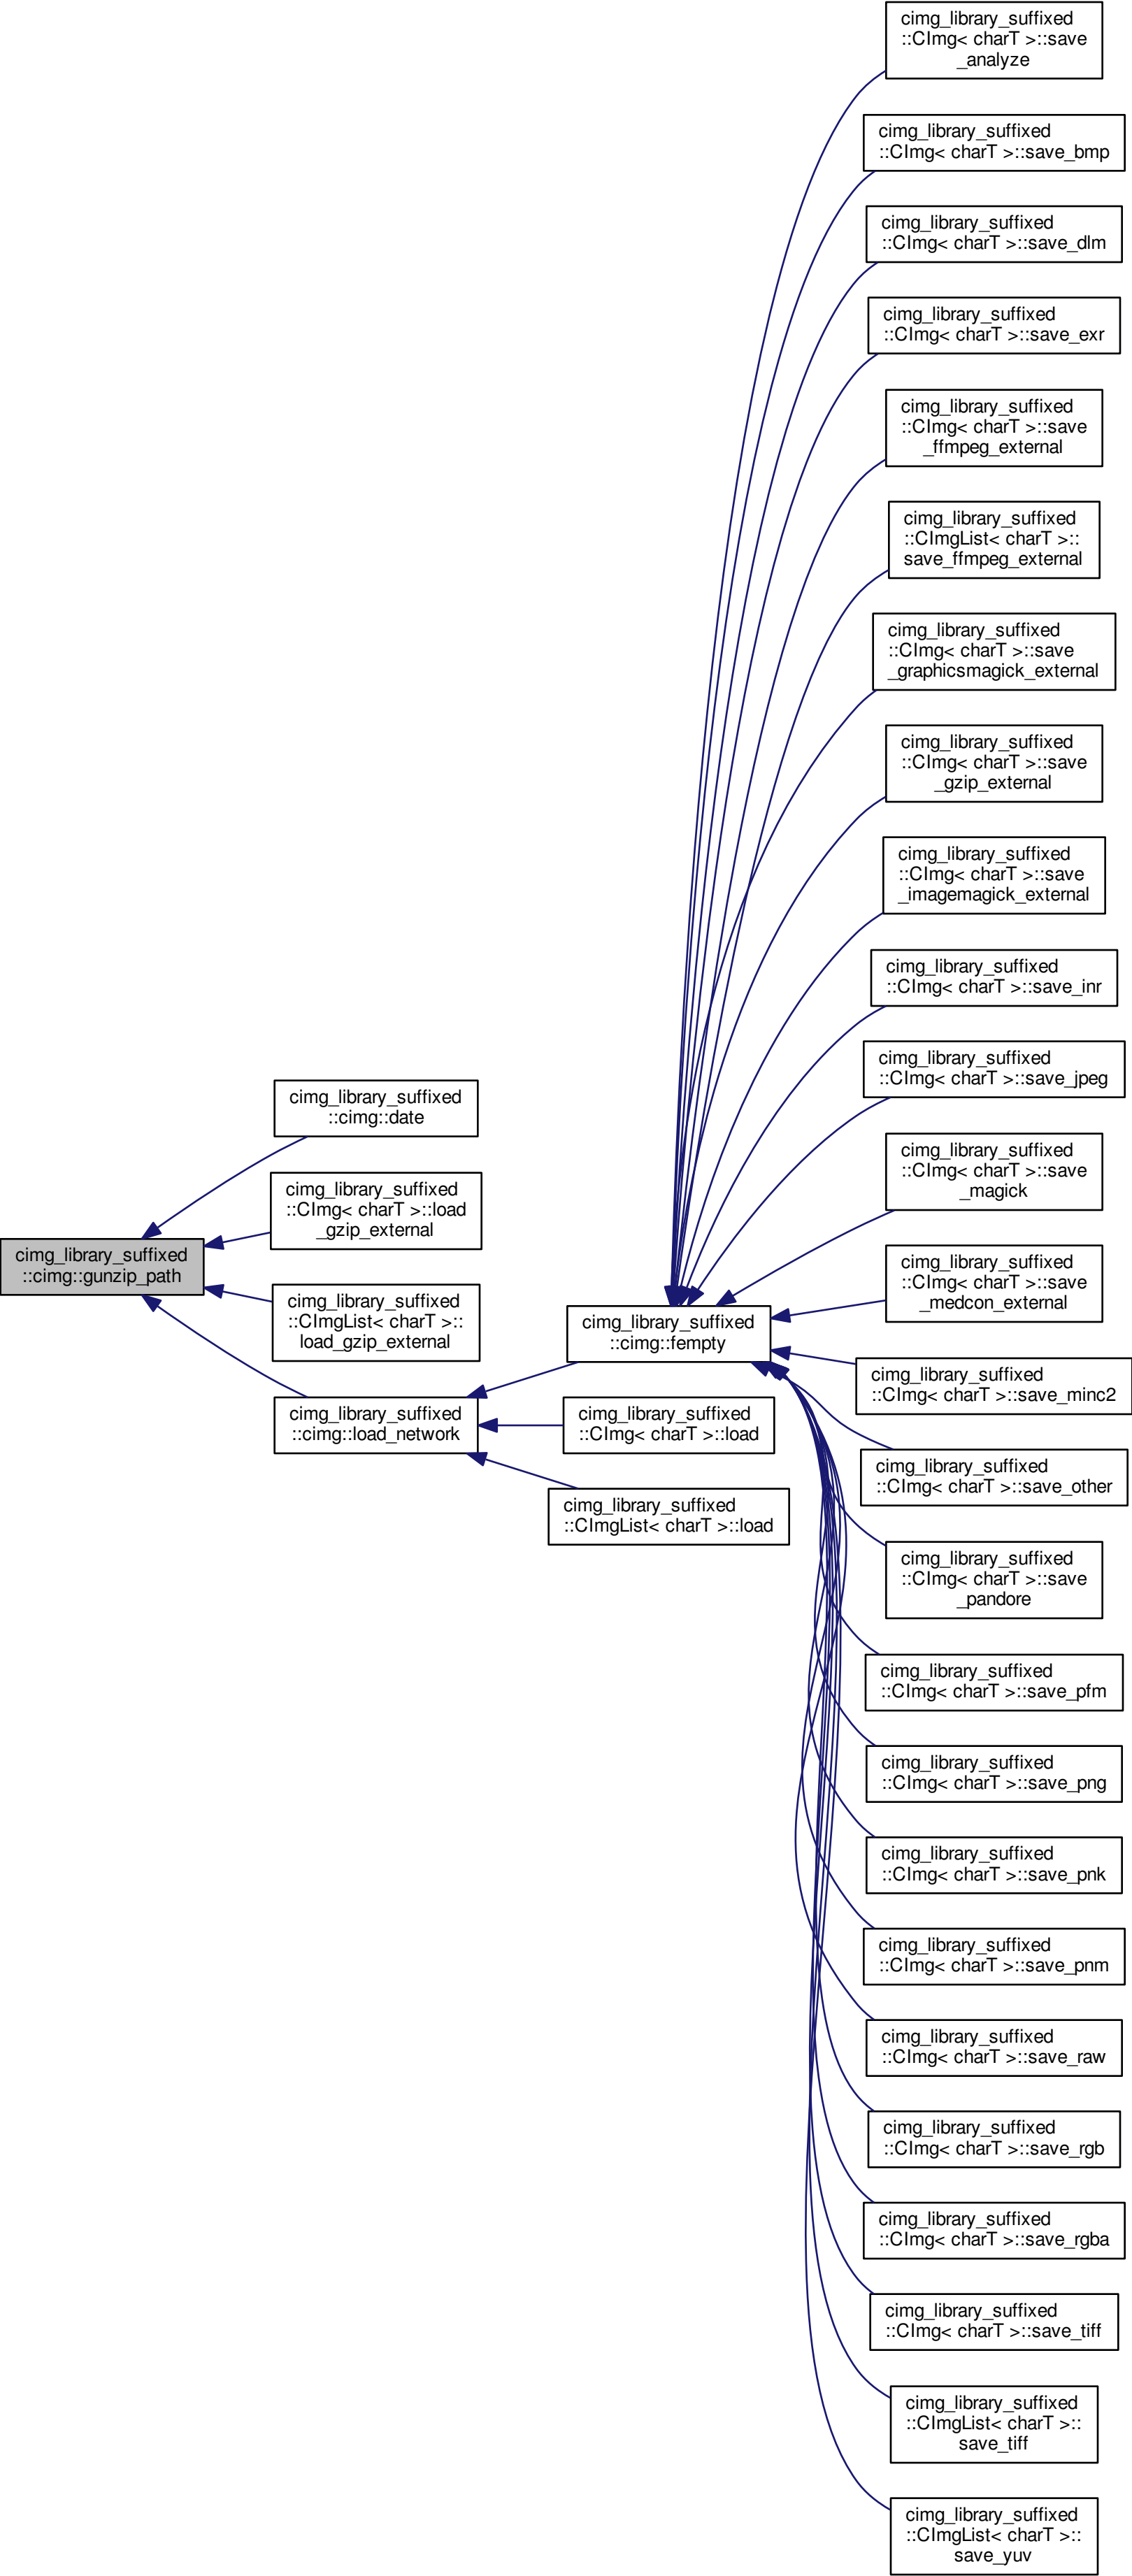 cimg_library_suffixed
::cimg::gunzip_path
cimg_library_suffixed
::cimg::date
cimg_library_suffixed
::CImg< charT >::load
_gzip_external
cimg_library_suffixed
::CImgList< charT >::
load_gzip_external
cimg_library_suffixed
::cimg::load_network
cimg_library_suffixed
::cimg::fempty
cimg_library_suffixed
::CImg< charT >::load
cimg_library_suffixed
::CImgList< charT >::load
cimg_library_suffixed
::CImg< charT >::save
_analyze
cimg_library_suffixed
::CImg< charT >::save_bmp
cimg_library_suffixed
::CImg< charT >::save_dlm
cimg_library_suffixed
::CImg< charT >::save_exr
cimg_library_suffixed
::CImg< charT >::save
_ffmpeg_external
cimg_library_suffixed
::CImgList< charT >::
save_ffmpeg_external
cimg_library_suffixed
::CImg< charT >::save
_graphicsmagick_external
cimg_library_suffixed
::CImg< charT >::save
_gzip_external
cimg_library_suffixed
::CImg< charT >::save
_imagemagick_external
cimg_library_suffixed
::CImg< charT >::save_inr
cimg_library_suffixed
::CImg< charT >::save_jpeg
cimg_library_suffixed
::CImg< charT >::save
_magick
cimg_library_suffixed
::CImg< charT >::save
_medcon_external
cimg_library_suffixed
::CImg< charT >::save_minc2
cimg_library_suffixed
::CImg< charT >::save_other
cimg_library_suffixed
::CImg< charT >::save
_pandore
cimg_library_suffixed
::CImg< charT >::save_pfm
cimg_library_suffixed
::CImg< charT >::save_png
cimg_library_suffixed
::CImg< charT >::save_pnk
cimg_library_suffixed
::CImg< charT >::save_pnm
cimg_library_suffixed
::CImg< charT >::save_raw
cimg_library_suffixed
::CImg< charT >::save_rgb
cimg_library_suffixed
::CImg< charT >::save_rgba
cimg_library_suffixed
::CImg< charT >::save_tiff
cimg_library_suffixed
::CImgList< charT >::
save_tiff
cimg_library_suffixed
::CImgList< charT >::
save_yuv